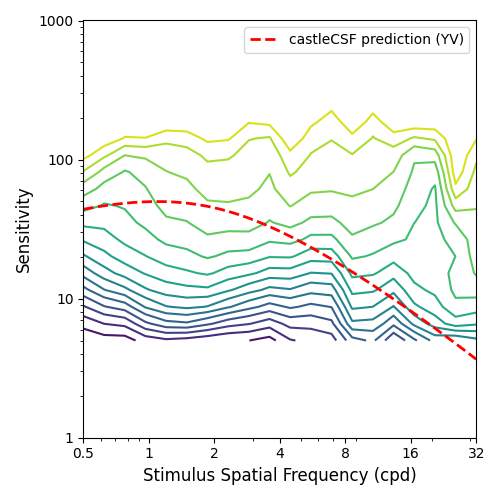 1000
castleCSF prediction (YV)
100
Sensitivity
10
1
0.5 1 2 4 8 16 32
Stimulus Spatial Frequency (cpd)